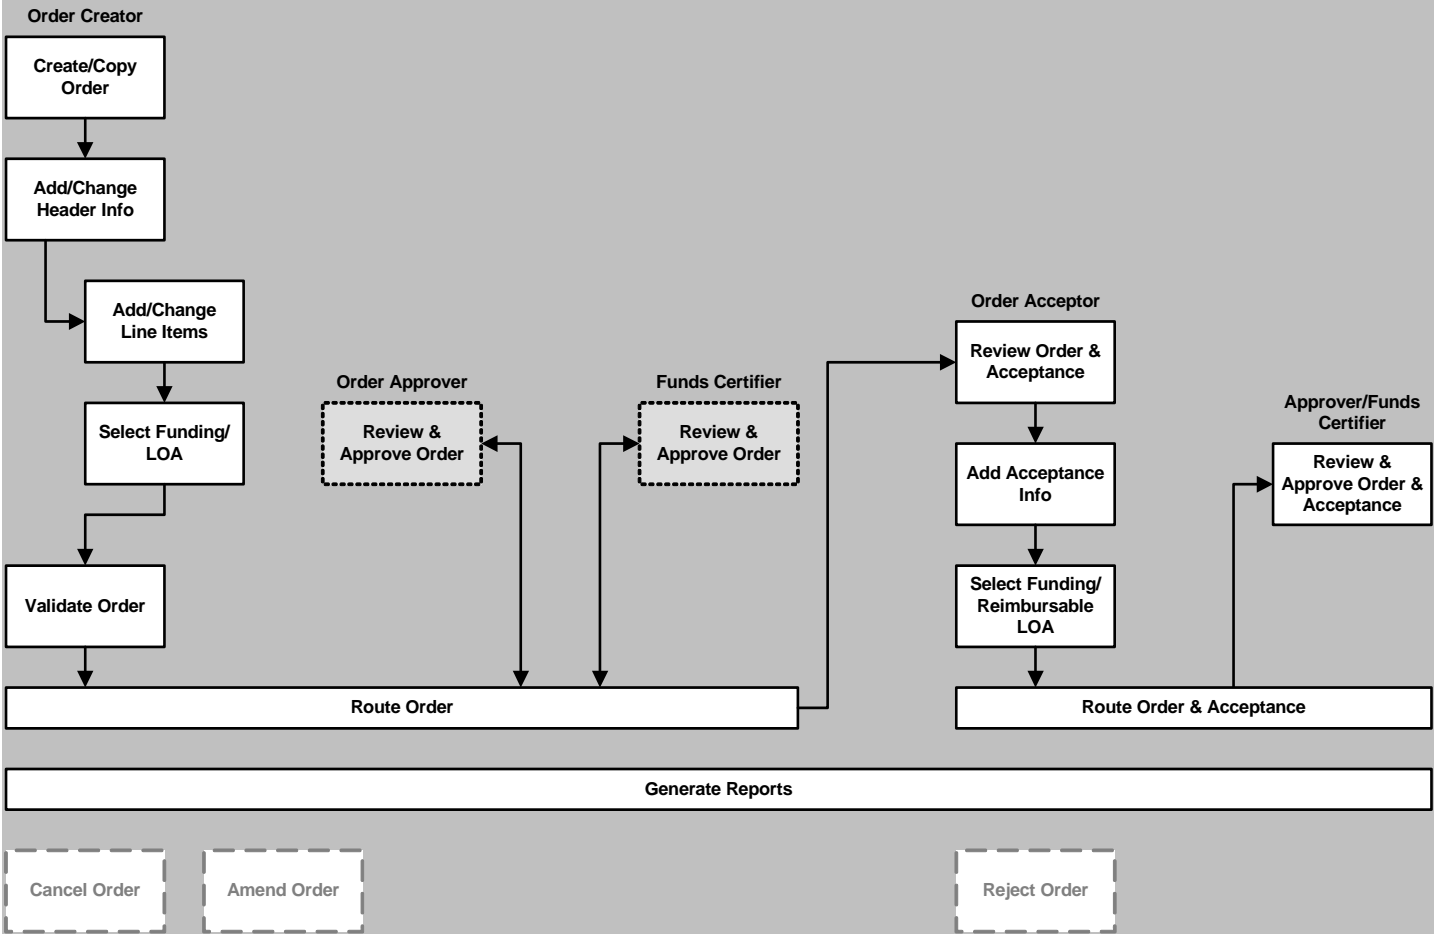 Order Creator
Create/Copy
Order
Add/Change
Header Info
Add/Change
Line Items
Select Funding/
LOA
Validate Order
Order Approver
Review &
Approve Order
Funds Certifier
Review &
Approve Order
Route Order
Order Acceptor
Review Order &
Acceptance
Add Acceptance
Info
Select Funding/
Reimbursable
LOA
Approver/Funds
Certifier
Review &
Approve Order &
Acceptance
Route Order & Acceptance
Generate Reports
Cancel Order
Amend Order
Reject Order